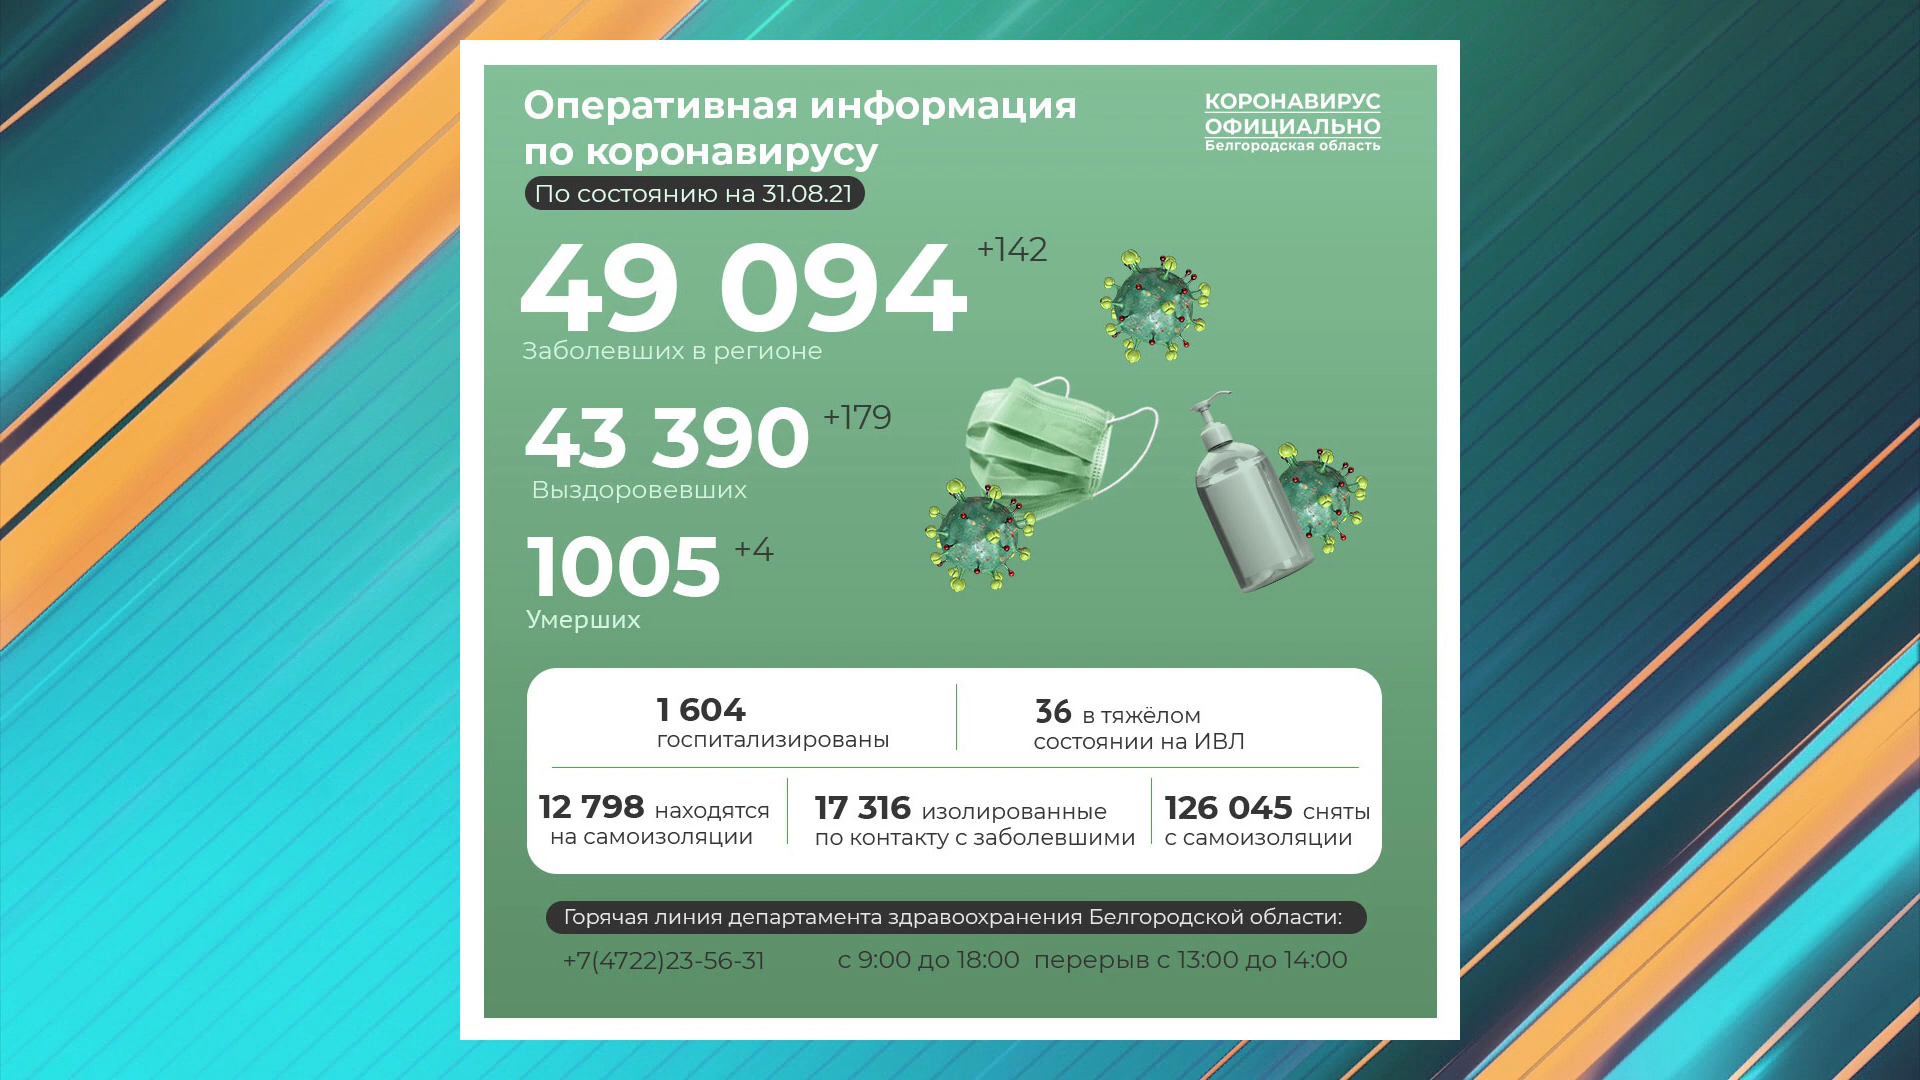 Оперативная информация
по коронавирусу
По состоянию на 31.08.21
КОРОНАВИРУС
ОФИЦИАЛЬНО
Белгородская область
49 094 +142
Заболевших в регионе
43 390 +179
Выздоровевших
1005 +4
Умерших
1 604
госпитализированы
36 в тяжёлом
состоянии на ИВЛ
12 798 находятся
на самоизоляции
17 316 изолированные
по контакту с заболевшими
126 045 сняты
с самоизоляции
Горячая линия департамента здравоохранения Белгородской области:
+7(4722)23-56-31 с 9:00 до 18:00 перерыв с 13:00 до 14:00